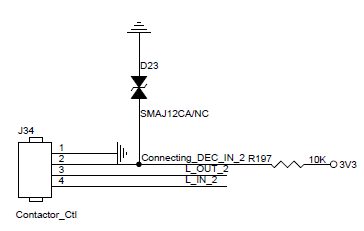 D23
SMAJ12CA/NC
J34
1
2
3
4
Connecting_DEC_IN_2 R197 10K 3V3
L_OUT_2
L_IN_2
Contactor_Ctl